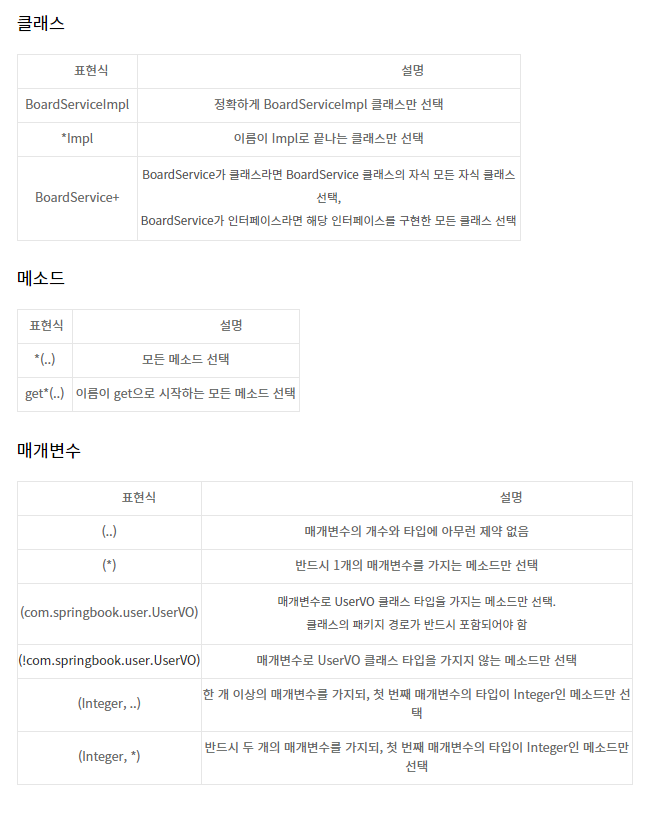 클래스
표현식 설명
BoardServiceImpl 정확하게 BoardServiceImpl 클래스만 선택
*Impl 이름이 Impl로 끝나는 클래스만 선택
BoardService+ BoardService가 클래스라면 BoardService 클래스의 자식 모든 자식 클래스
선택,
BoardService가 인터페이스라면 해당 인터페이스를 구현한 모든 클래스 선택
메소드
표현식 설명
*(..) 모든 메소드 선택
get*(..) 이름이 get으로 시작하는 모든 메소드 선택
매개변수
표현식 설명
(..) 매개변수의 개수와 타입에 아무런 제약 없음
(*) 반드시 1개의 매개변수를 가지는 메소드만 선택
(com.springbook.user.UserVO) 매개변수로 UserVO 클래스 타입을 가지는 메소드만 선택.
클래스의 패키지 경로가 반드시 포함되어야 함
(!com.springbook.user.UserVO) 매개변수로 UserVO 클래스 타입을 가지지 않는 메소드만 선택
(Integer, ..) 한 개 이상의 매개변수를 가지되, 첫 번째 매개변수의 타입이 Integer인 메소드만 선
택
(Integer, *) 반드시 두 개의 매개변수를 가지되, 첫 번째 매개변수의 타입이 Integer인 메소드만
선택